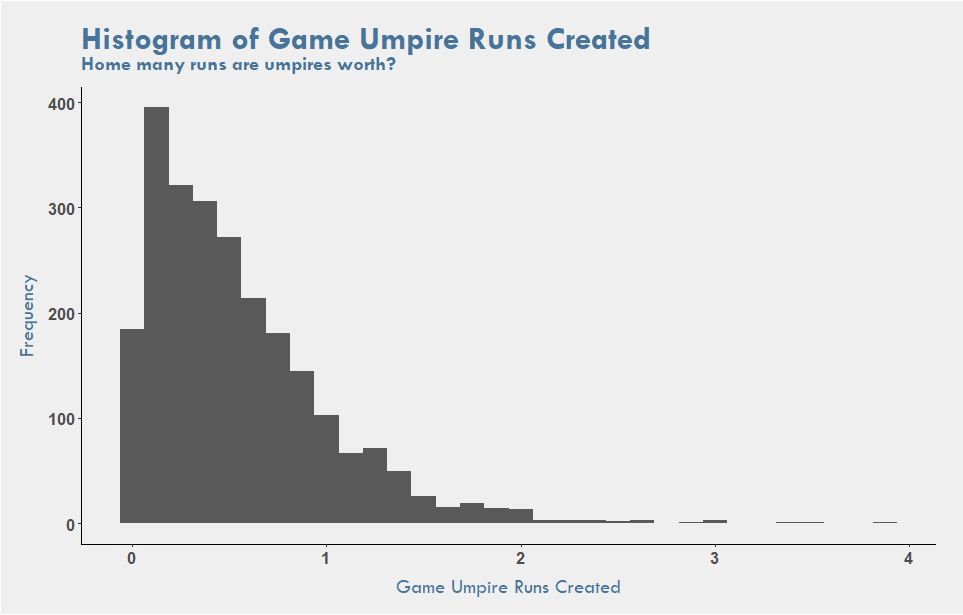 Histogram of Game Umpire Runs Created
Home many runs are umpires worth?
400
300
200
100
0
Frequency
0 1 2 3 4
Game Umpire Runs Created